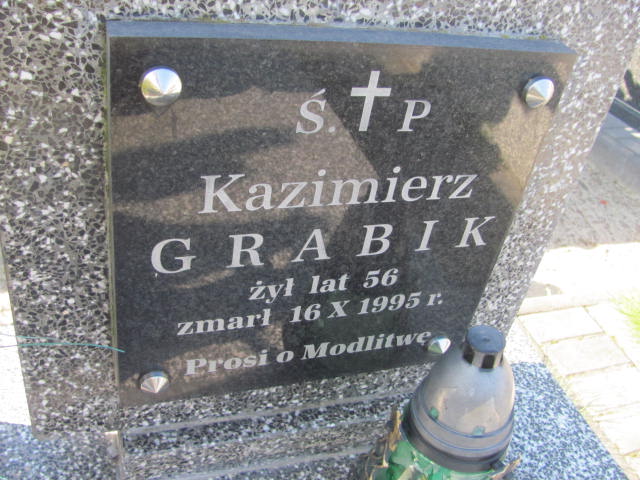 Ś. P
Kazimierz
GRABIK
żył lat 56
zmarł 16 X 1995 r.
Prosi o Modlitwę